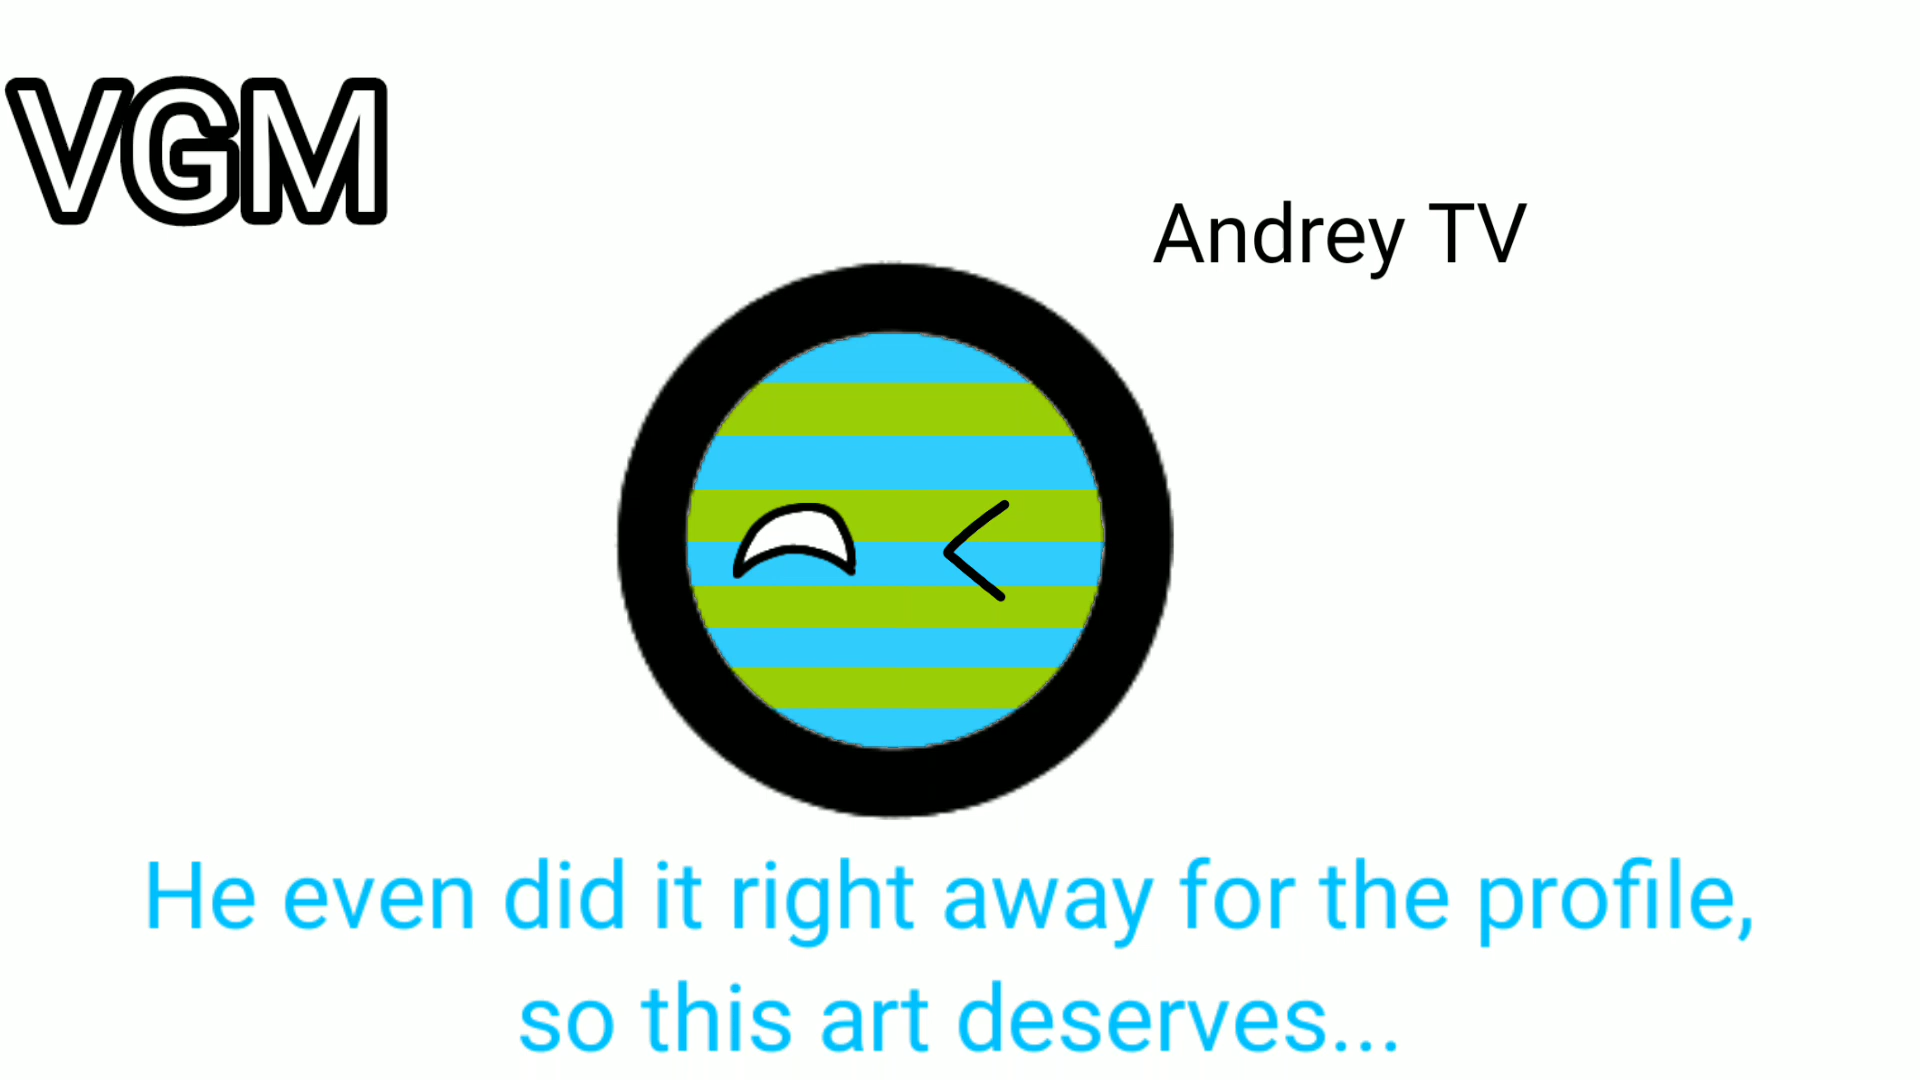 VGM
Andrey TV
He even did it right away for the profile,
so this art deserves...